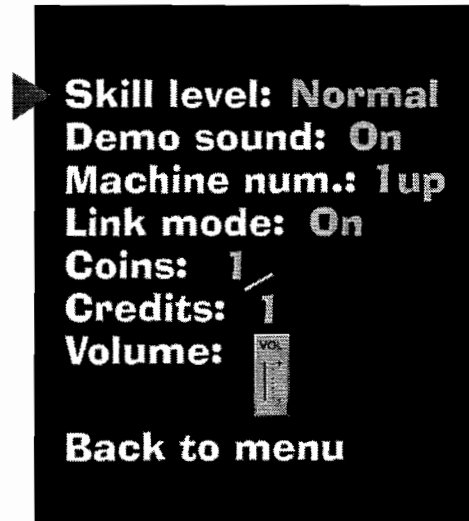 Skill level: Normal
Demo sound: On
Machine num.: 1up
Link mode: On
Coins: 1/
Credits: 1
Volume: VOL
Back to menu